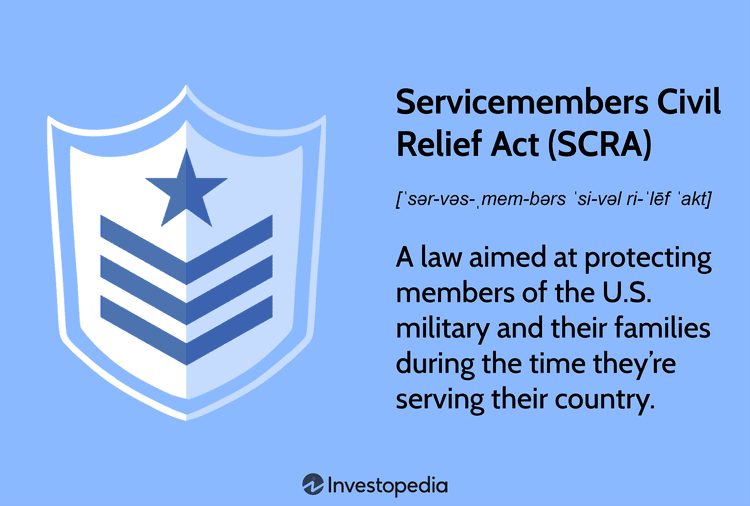 Servicemembers Civil
Relief Act (SCRA)
[ˈsər-vəs-ˌmem-bərs ˈsi-vəl ri-ˈlēf ˈakt]
A law aimed at protecting
members of the U.S.
military and their families
during the time they’re
serving their country.
Investopedia